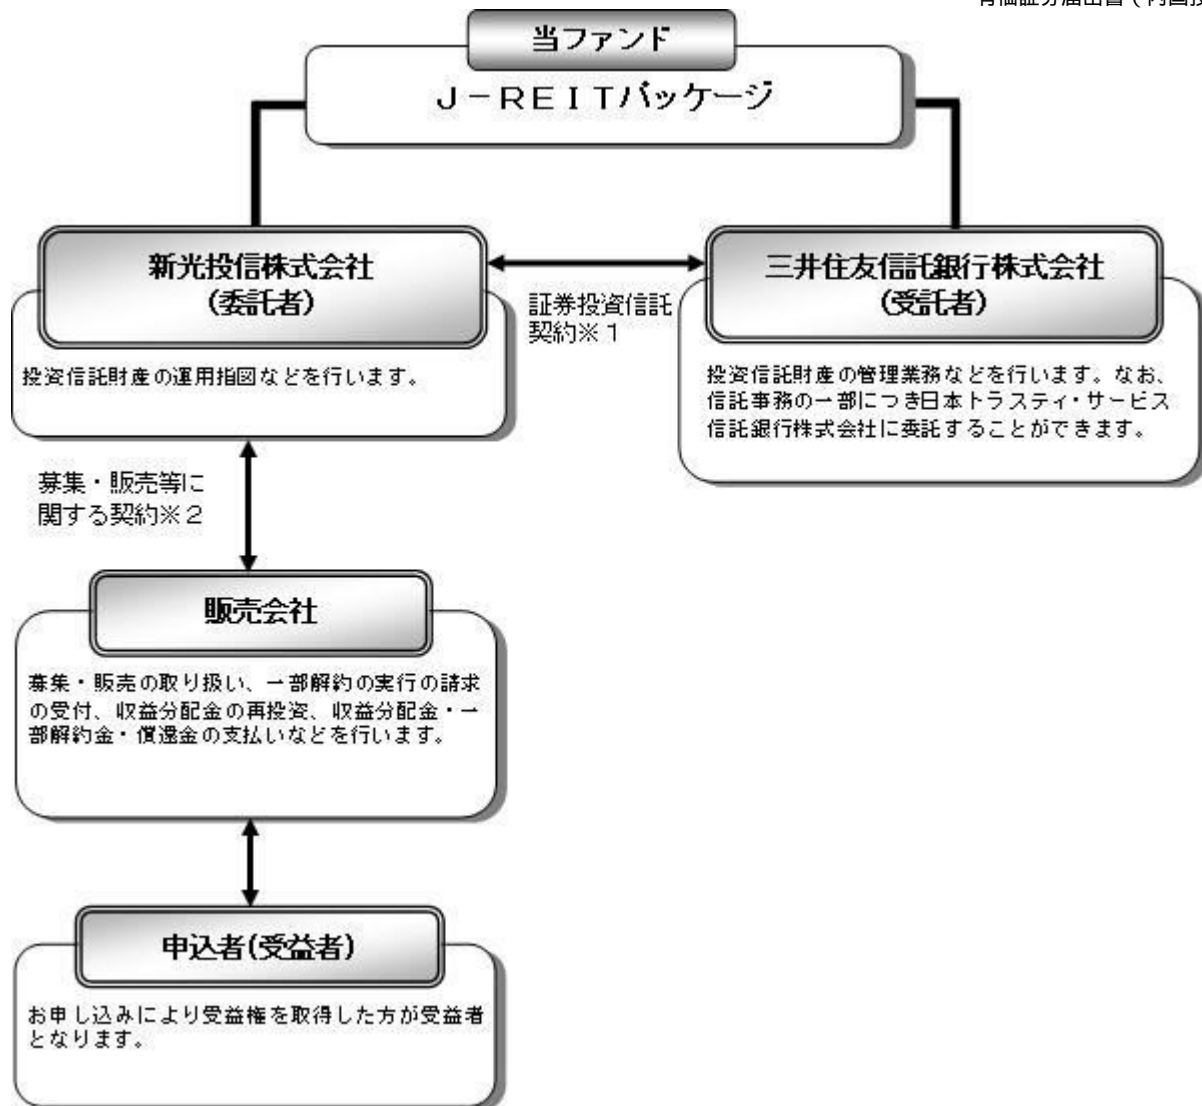 当ファンド
J－REITパッケージ
新光投信株式会社
(委託者)
投資信託財産の運用指図などを行います。
証券投資信託
契約※1
三井住友信託銀行株式会社
(受託者)
投資信託財産の管理業務などを行います。なお、
信託事務の一部につき日本トラスティ・サービス
信託銀行株式会社に委託することができます。
募集・販売等に
関する契約※2
販売会社
募集・販売の取り扱い、一部解約の実行の請求
の受付、収益分配金の再投資、収益分配金・一
部解約金・償還金の支払いなどを行います。
申込者(受益者)
お申し込みにより受益権を取得した方が受益者
となります。